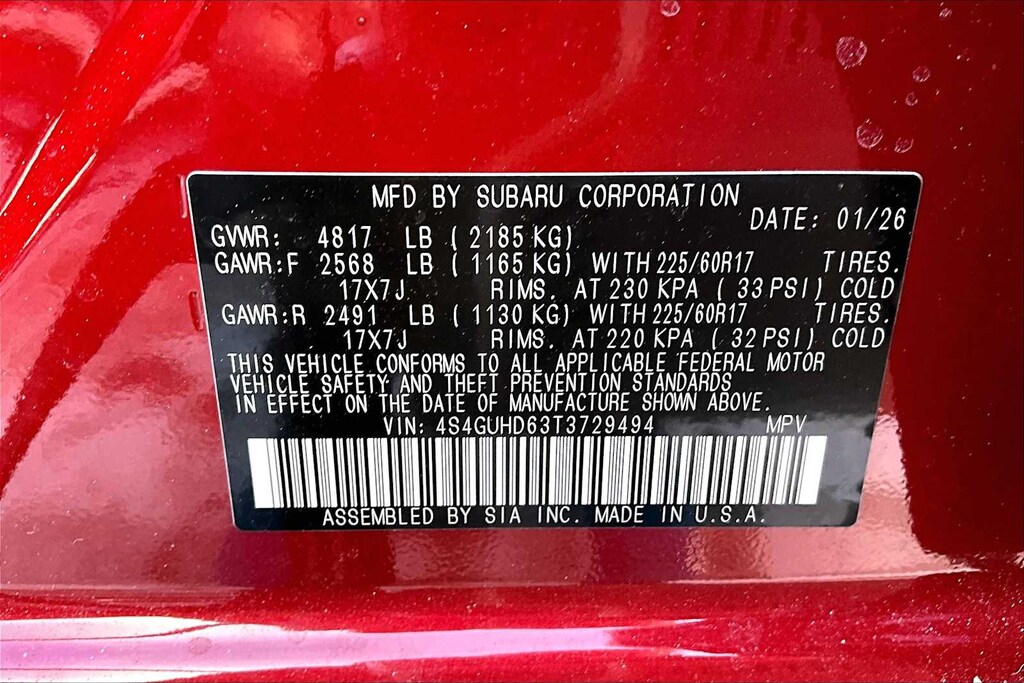 MFD BY SUBARU CORPORATION
DATE: 01/26
GVWR: 4817 LB ( 2185 KG)
GAWR:F 2568 LB ( 1165 KG) WITH 225/60R17 TIRES.
17X7J RIMS. AT 230 KPA ( 33 PSI) COLD
GAWR:R 2491 LB ( 1130 KG) WITH 225/60R17 TIRES.
17X7J RIMS. AT 220 KPA ( 32 PSI) COLD
THIS VEHICLE CONFORMS TO ALL APPLICABLE FEDERAL MOTOR
VEHICLE SAFETY AND THEFT PREVENTION STANDARDS
IN EFFECT ON THE DATE OF MANUFACTURE SHOWN ABOVE.
VIN: 4S4GUHD63T3729494 MPV
ASSEMBLED BY SIA INC. MADE IN U.S.A.